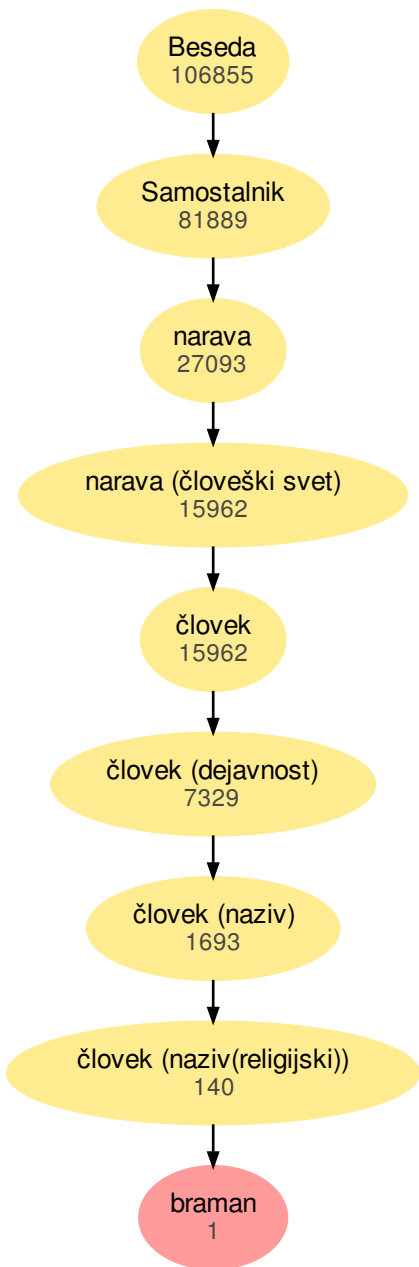 Beseda
106855
Samostalnik
81889
narava
27093
narava (človeški svet)
15962
človek
15962
človek (dejavnost)
7329
človek (naziv)
1693
človek (naziv(religijski))
140
braman
1